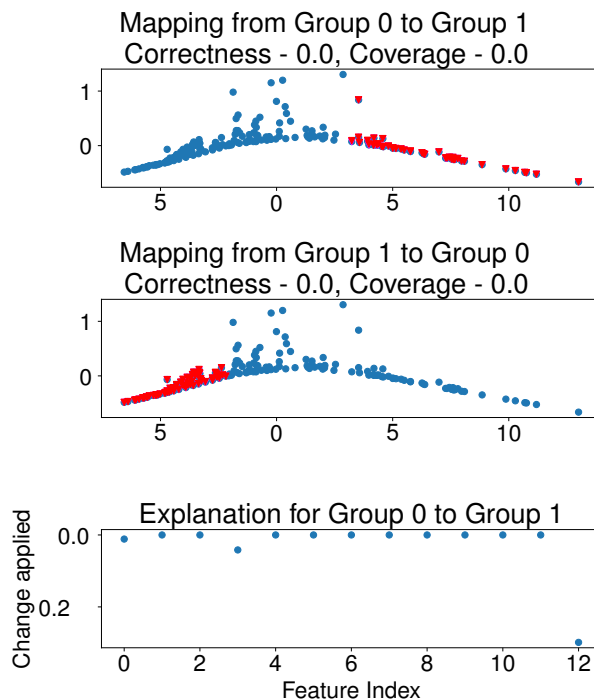 Mapping from Group 0 to Group 1
Correctness - 0.0, Coverage - 0.0
1
0
5 0 5 10
Mapping from Group 1 to Group 0
Correctness - 0.0, Coverage - 0.0
1
0
5 0 5 10
Explanation for Group 0 to Group 1
Change applied
0.0
0.2
0 2 4 6 8 10 12
Feature Index